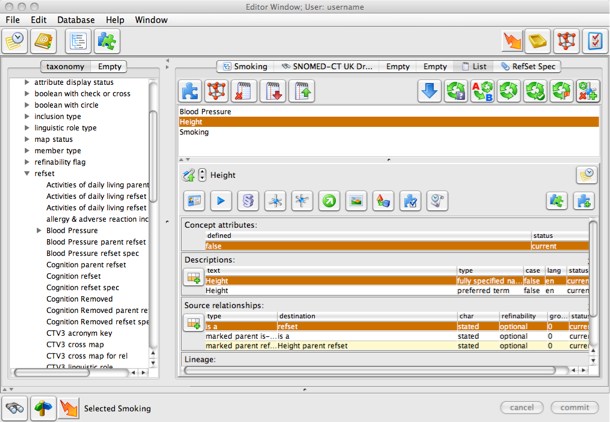 Editor Window; User: username
File Edit Database Help Window
taxonomy Empty
Smoking SNOMED-CT UK Dr... Empty Empty List RefSet Spec
attribute display status
boolean with check or cross
boolean with circle
inclusion type
linguistic role type
map status
member type
refinability flag
refset
Activities of daily living parent
Activities of daily living refset
Activities of daily living refset
allergy & adverse reaction inc
Blood Pressure
Blood Pressure parent refset
Blood Pressure refset spec
Cognition parent refset
Cognition refset
Cognition refset spec
Cognition Removed
Cognition Removed parent re
Cognition Removed refset spe
CTV3 acronym key
CTV3 cross map
CTV3 cross map for rel
CTV3 linguistic role
Blood Pressure
Height
Smoking
Height
Concept attributes:
defined status
false current
Descriptions:
text type case lang status
Height fully specified na... false en curren
Height preferred term false en curren
Source relationships:
type destination char refinability gro... statu
is a refset stated optional 0 curre
marked parent is-... is a stated optional 0 curre
marked parent ref... Height parent refset stated optional 0 curre
Lineage:
Selected Smoking
cancel commit